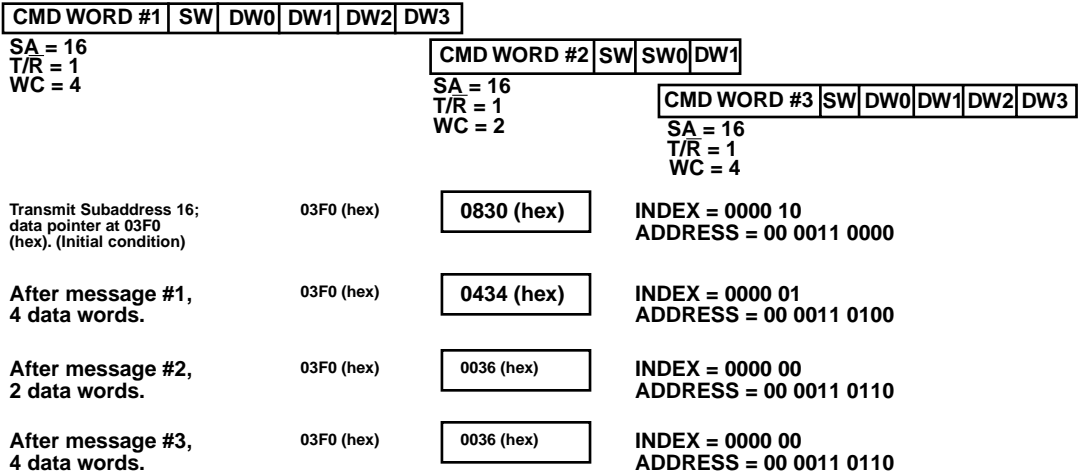 CMD WORD #1 SW DW0 DW1 DW2 DW3
SA = 16
T/R̅ = 1
WC = 4
CMD WORD #2 SW SW0 DW1
SA = 16
T/R̅ = 1
WC = 2
CMD WORD #3 SW DW0 DW1 DW2 DW3
SA = 16
T/R̅ = 1
WC = 4
Transmit Subaddress 16;
data pointer at 03F0
(hex). (Initial condition)
03F0 (hex)
0830 (hex)
INDEX = 0000 10
ADDRESS = 00 0011 0000
After message #1,
4 data words.
03F0 (hex)
0434 (hex)
INDEX = 0000 01
ADDRESS = 00 0011 0100
After message #2,
2 data words.
03F0 (hex)
0036 (hex)
INDEX = 0000 00
ADDRESS = 00 0011 0110
After message #3,
4 data words.
03F0 (hex)
0036 (hex)
INDEX = 0000 00
ADDRESS = 00 0011 0110